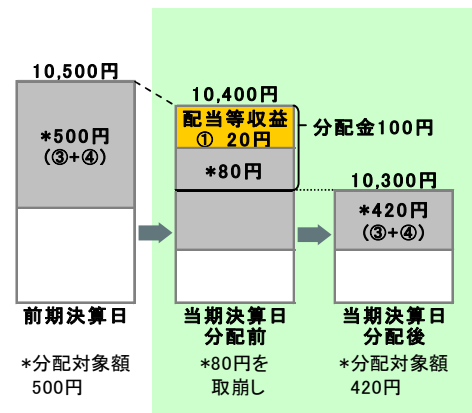 10,500円
*500円
(③+④)
前期決算日
*分配対象額
500円
10,400円
配当等収益
① 20円
*80円
分配金100円
当期決算日
分配前
*80円を
取崩し
10,300円
*420円
(③+④)
当期決算日
分配後
*分配対象額
420円